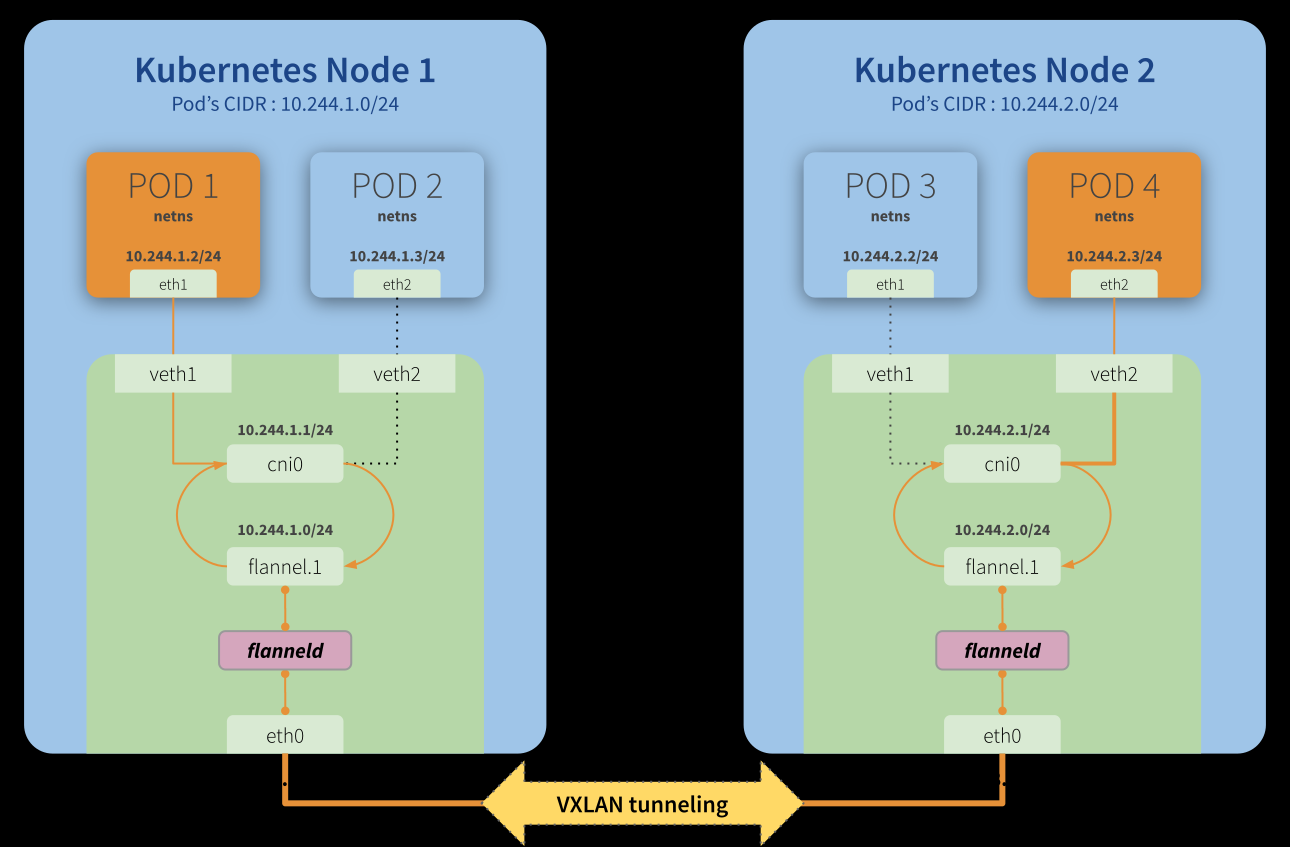 Kubernetes Node 1
Pod’s CIDR : 10.244.1.0/24
POD 1
netns
10.244.1.2/24
eth1
POD 2
netns
10.244.1.3/24
eth2
veth1
veth2
10.244.1.1/24
cni0
10.244.1.0/24
flannel.1
flanneld
eth0
Kubernetes Node 2
Pod’s CIDR : 10.244.2.0/24
POD 3
netns
10.244.2.2/24
eth1
POD 4
netns
10.244.2.3/24
eth2
veth1
veth2
10.244.2.1/24
cni0
10.244.2.0/24
flannel.1
flanneld
eth0
VXLAN tunneling